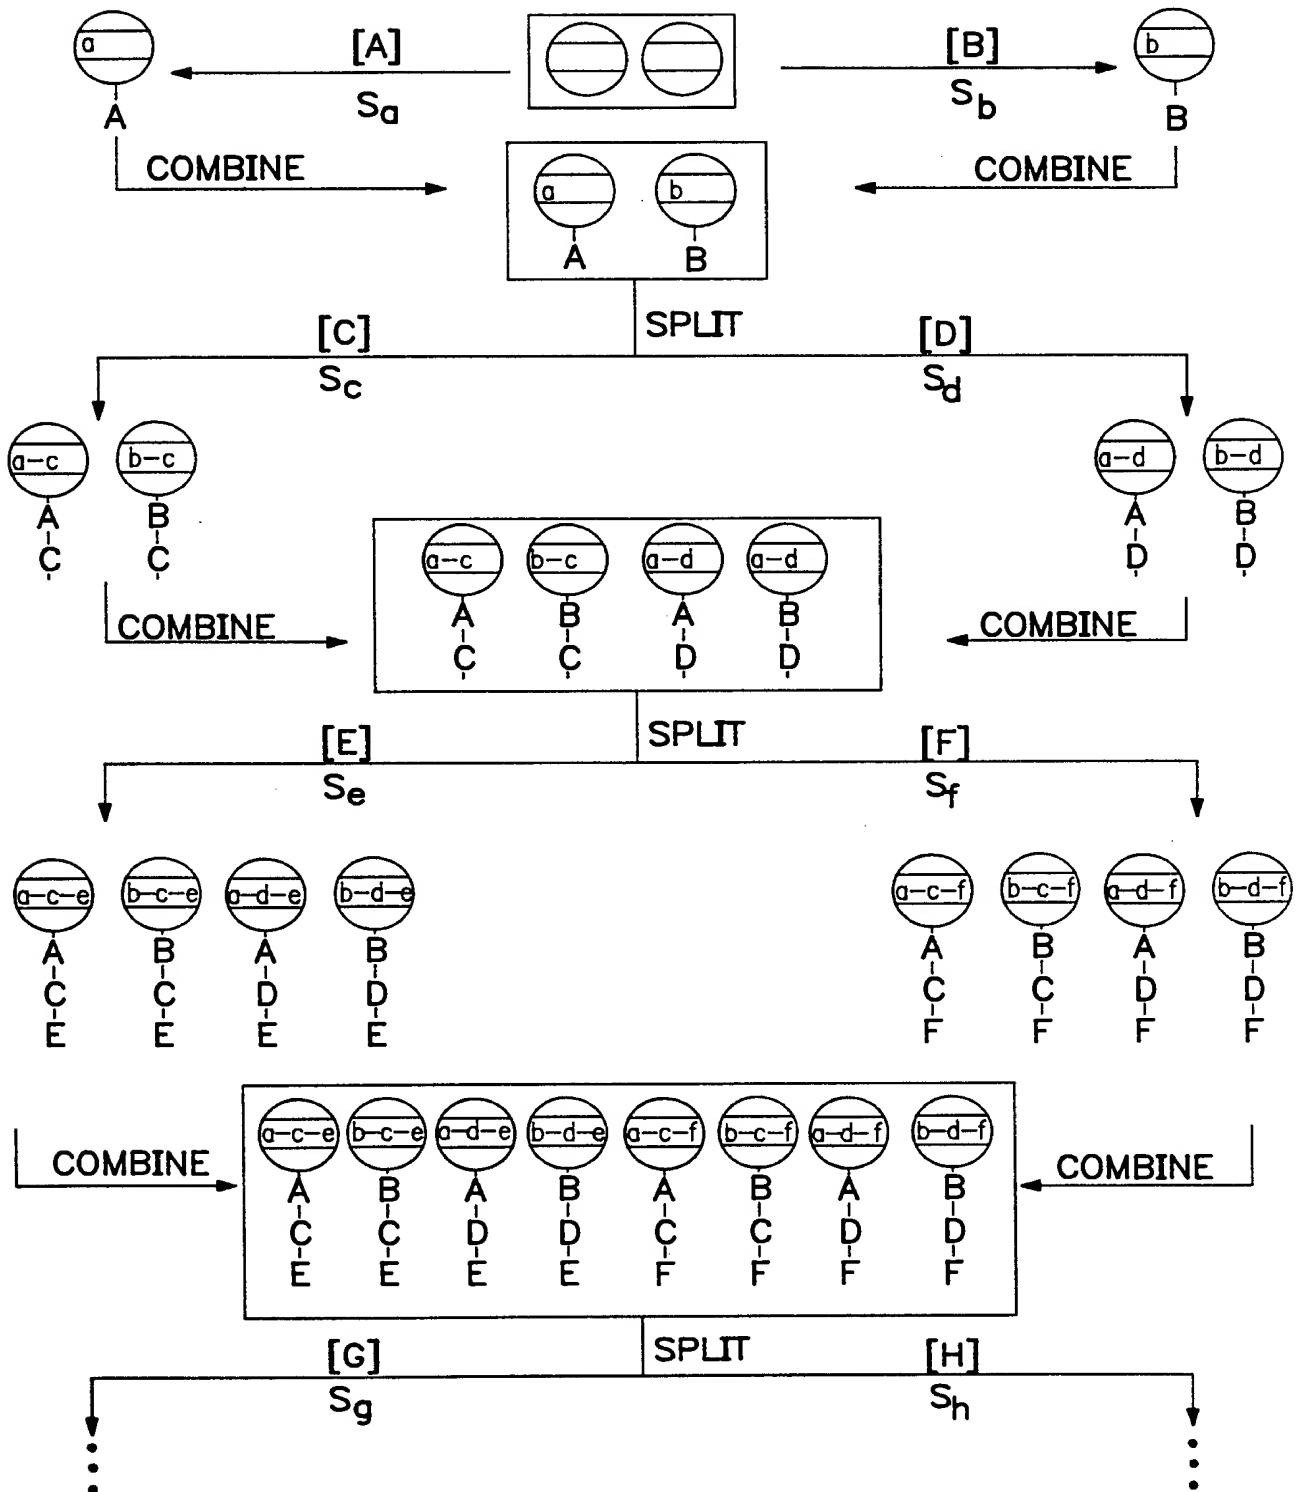 a [A] [B] b
Sa Sb
A B
COMBINE COMBINE
a b
A B
SPLIT
[C] [D]
Sc Sd
a-c b-c a-d b-d
A B A B
C C D D
a-c b-c a-d a-d
A B A B
C C D D
COMBINE COMBINE
SPLIT
[E] [F]
Se Sf
a-c-e b-c-e a-d-e b-d-e a-c-f b-c-f a-d-f b-d-f
A B A B A B A B
C C D D C C D D
E E E E F F F F
a-c-e b-c-e a-d-e b-d-e a-c-f b-c-f a-d-f b-d-f
COMBINE COMBINE
A B A B A B A B
C C D D C C D D
E E E E F F F F
SPLIT
[G] [H]
Sg Sh